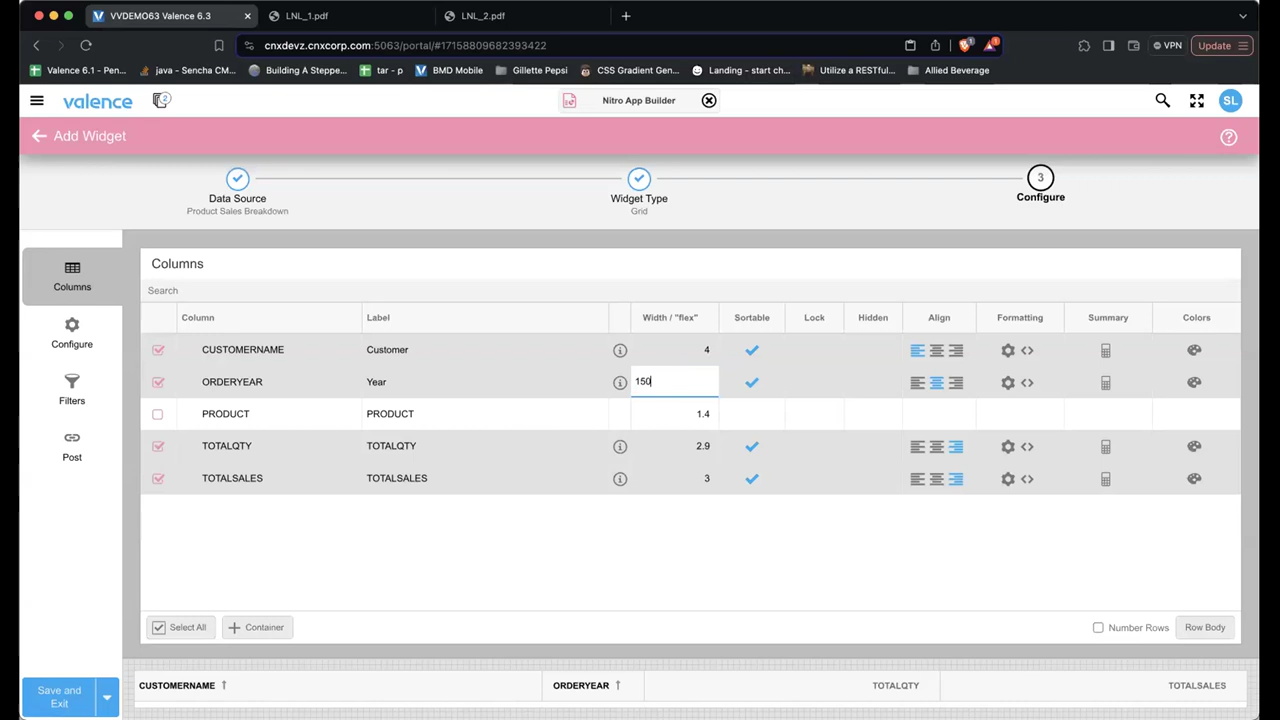 VVDEMO63 Valence 6.3
LNL_1.pdf
LNL_2.pdf
cnxdevz.cnxcorp.com:5063/portal/#17158809682393422
1
VPN
Update
Valence 6.1 - Pen...
java - Sencha CM...
Building A Steppe...
tar - p
BMD Mobile
Gillette Pepsi
CSS Gradient Gen...
Landing - start ch...
Utilize a RESTful...
Allied Beverage
valence
2
Nitro App Builder
SL
Add Widget
Data Source
Product Sales Breakdown
Widget Type
Grid
3
Configure
Columns
Configure
Filters
Post
Columns
Search
Column Label Width / "flex" Sortable Lock Hidden Align Formatting Summary Colors
CUSTOMERNAME Customer 4
ORDERYEAR Year 150
PRODUCT PRODUCT 1.4
TOTALQTY TOTALQTY 2.9
TOTALSALES TOTALSALES 3
Select All
Container
Number Rows
Row Body
Save and
Exit
CUSTOMERNAME ORDERYEAR TOTALQTY TOTALSALES